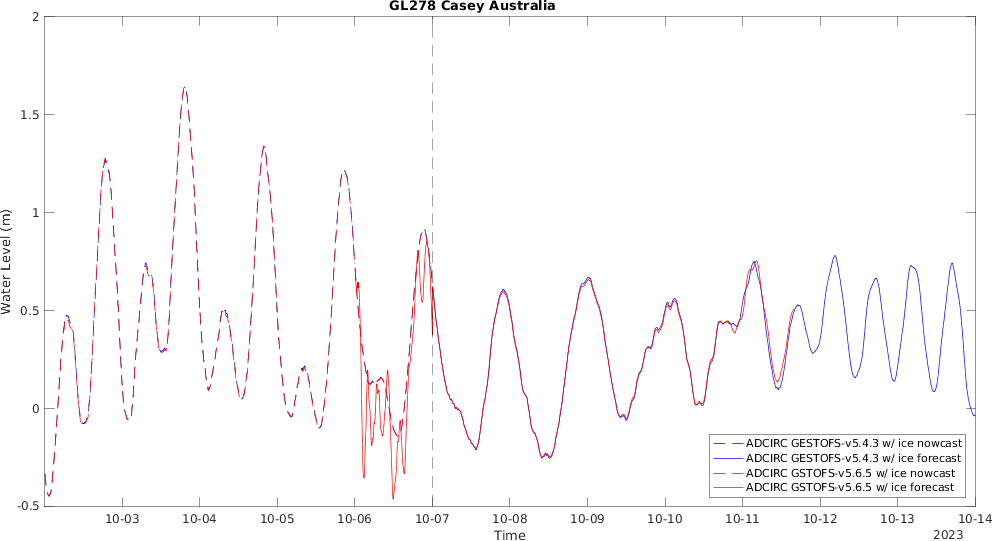 GL278 Casey Australia
Water Level (m)
2
1.5
1
0.5
0
-0.5
ADCIRC GESTOFS-v5.4.3 w/ ice nowcast
ADCIRC GESTOFS-v5.4.3 w/ ice forecast
ADCIRC GSTOFS-v5.6.5 w/ ice nowcast
ADCIRC GSTOFS-v5.6.5 w/ ice forecast
10-03 10-04 10-05 10-06 10-07 10-08 10-09 10-10 10-11 10-12 10-13 10-14
Time
2023